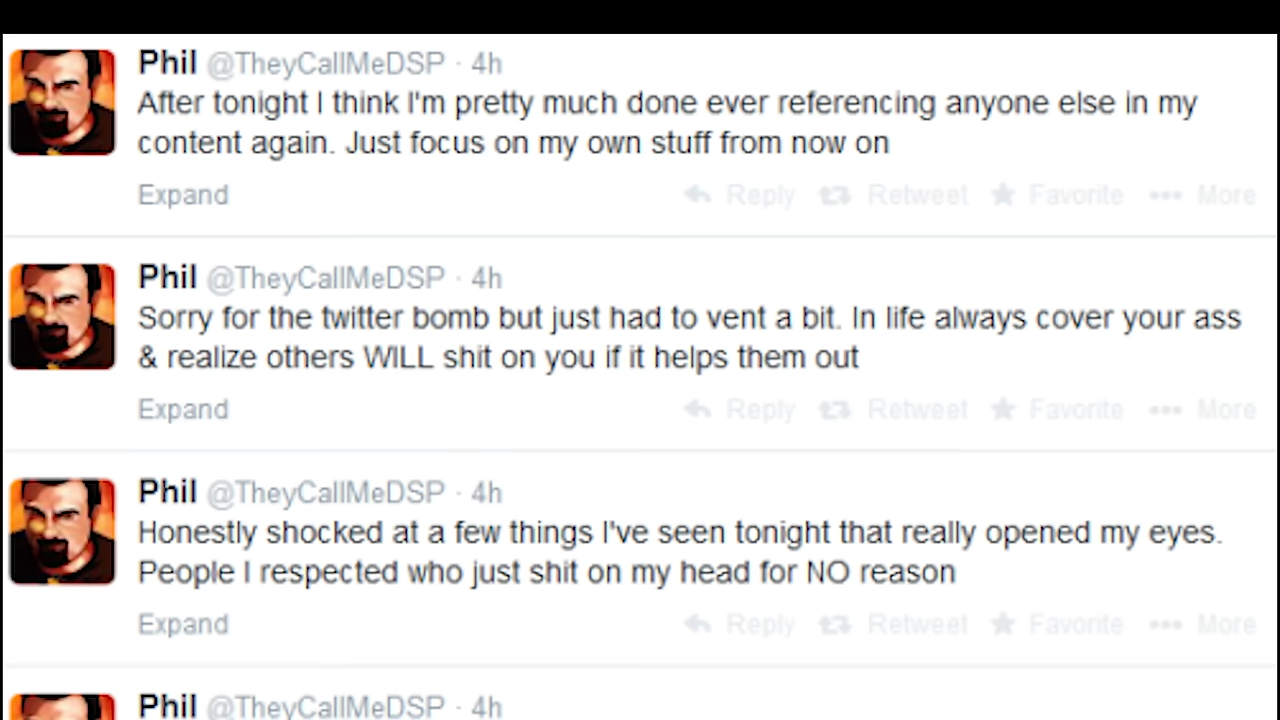 Phil @TheyCallMeDSP · 4h
After tonight I think I'm pretty much done ever referencing anyone else in my
content again. Just focus on my own stuff from now on
Expand Reply Retweet Favorite More
Phil @TheyCallMeDSP · 4h
Sorry for the twitter bomb but just had to vent a bit. In life always cover your ass
& realize others WILL shit on you if it helps them out
Expand Reply Retweet Favorite More
Phil @TheyCallMeDSP · 4h
Honestly shocked at a few things I've seen tonight that really opened my eyes.
People I respected who just shit on my head for NO reason
Expand Reply Retweet Favorite More
Phil @TheyCallMeDSP · 4h